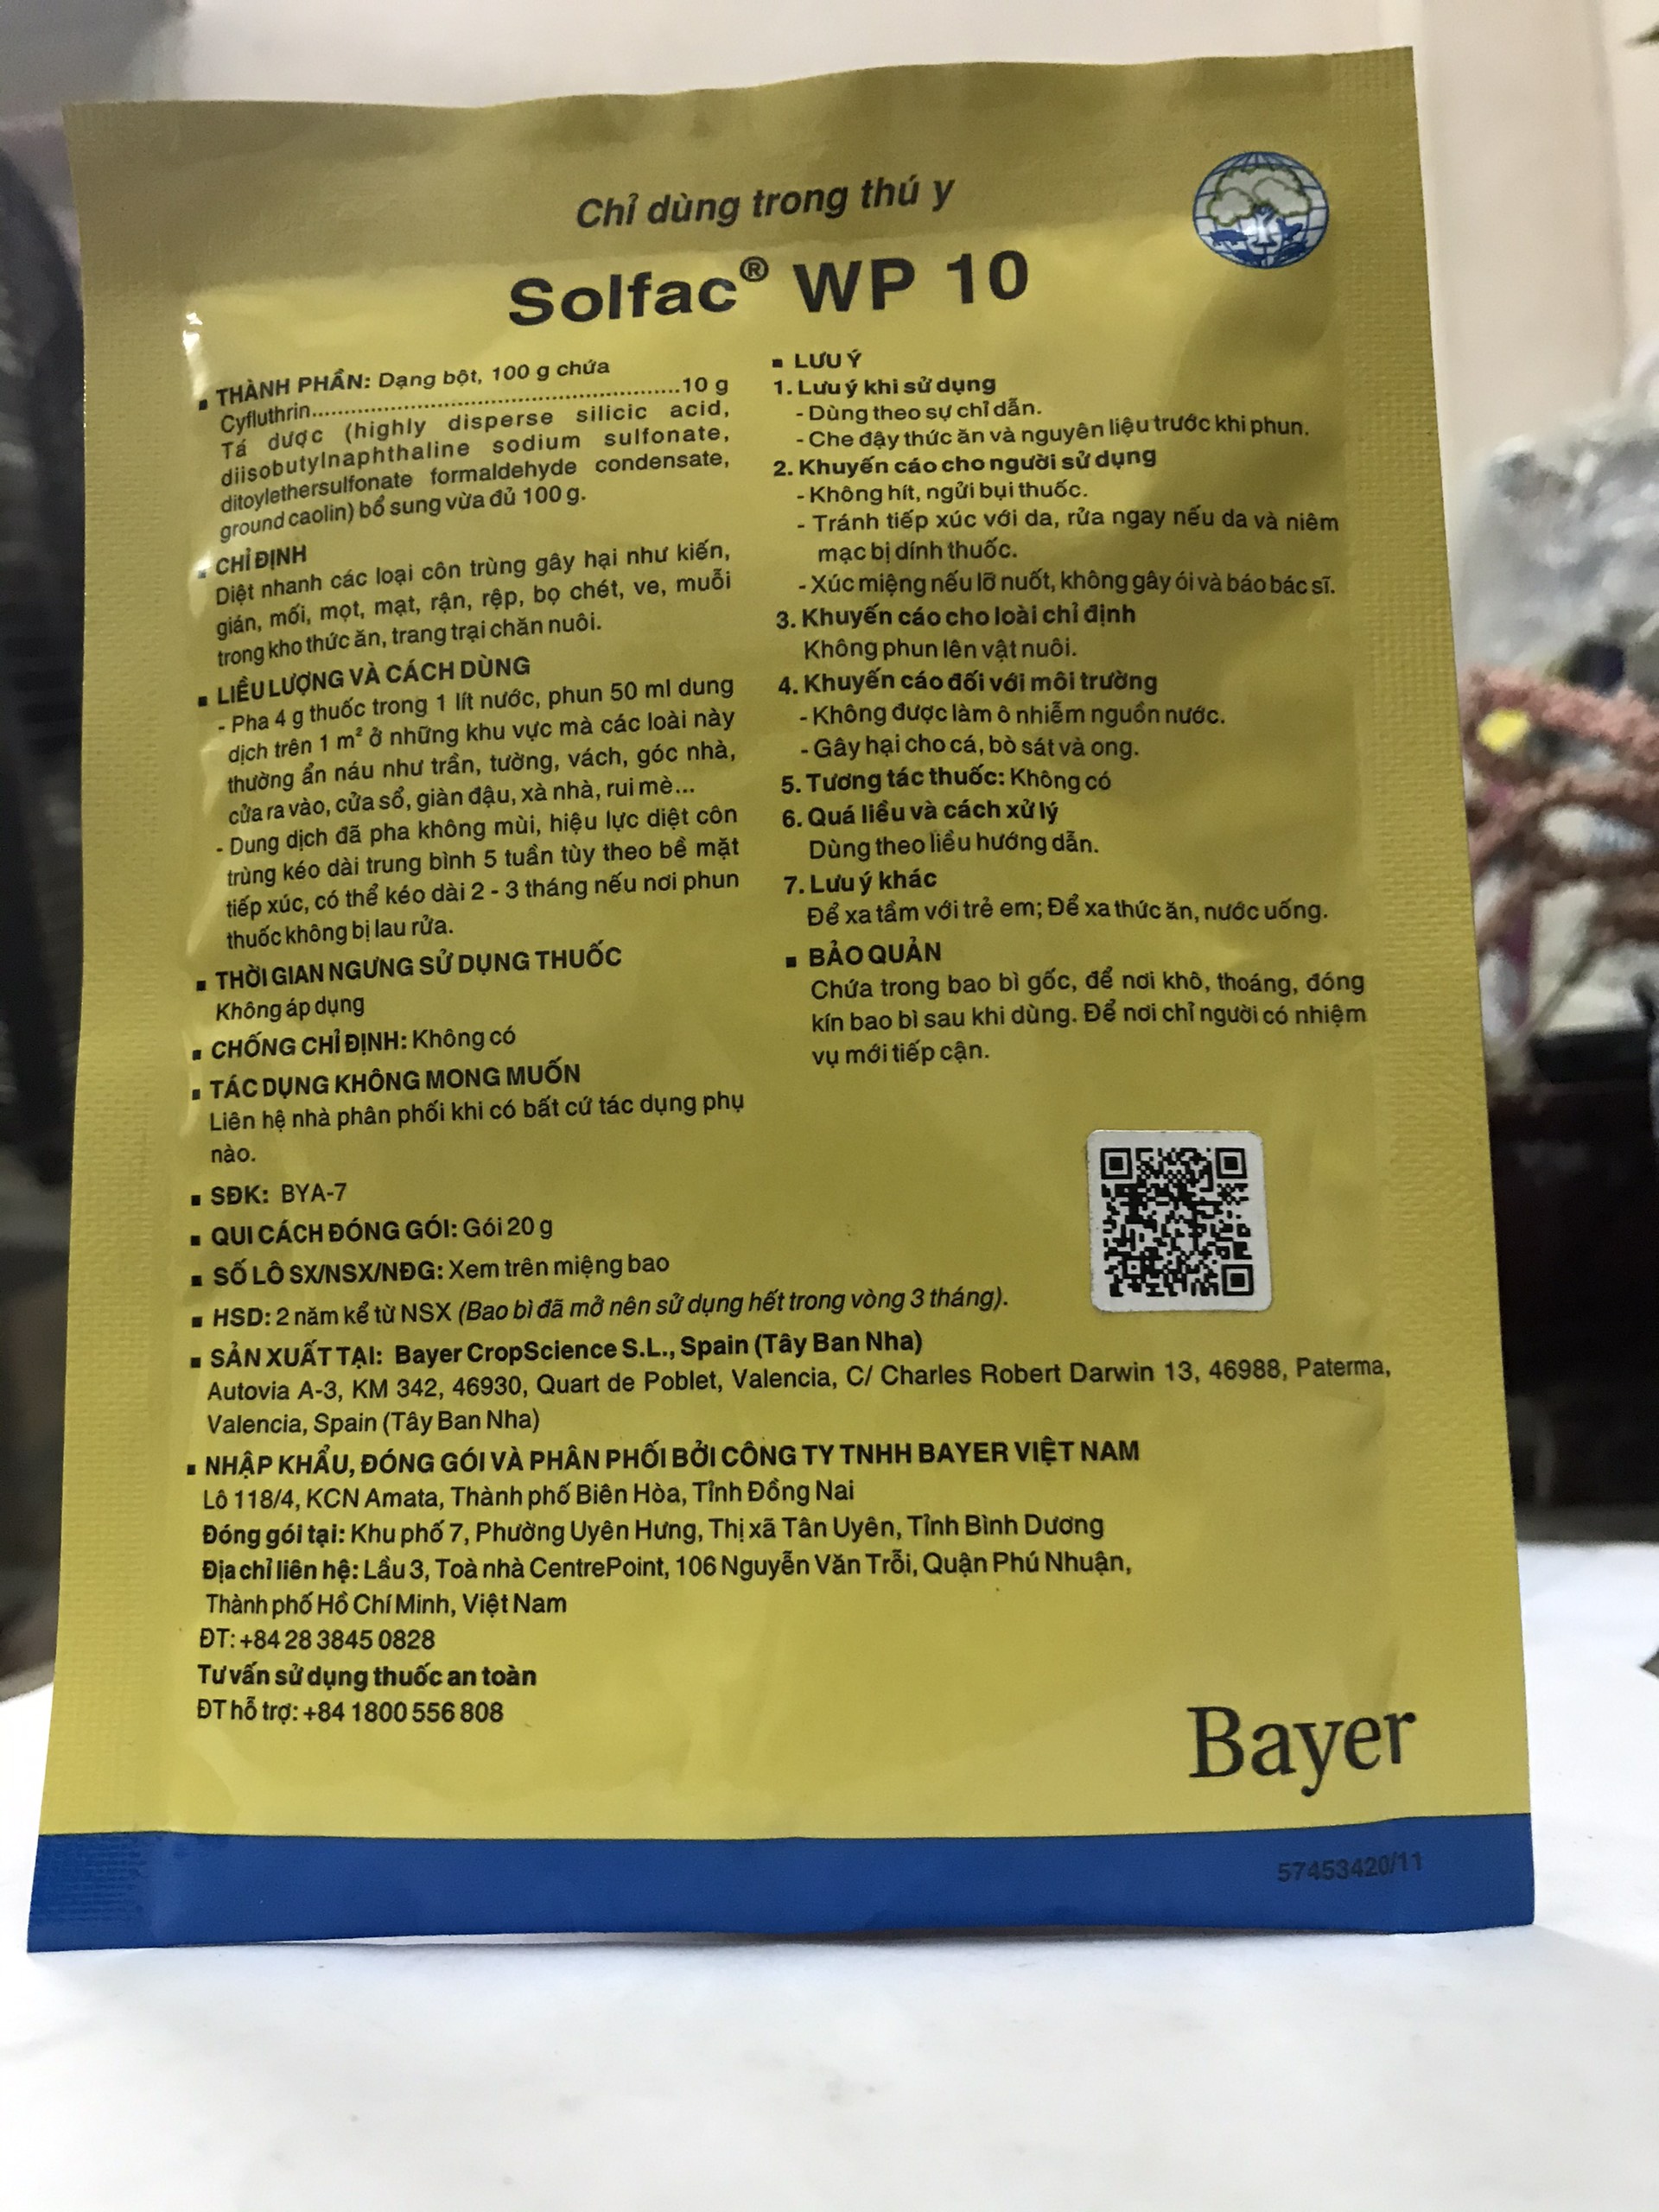 Chỉ dùng trong thú y
Solfac® WP 10
▪ THÀNH PHẦN: Dạng bột, 100 g chứa
Cyfluthrin..........................................................10 g
Tá dược (highly disperse silicic acid,
diisobutylnaphthaline sodium sulfonate,
ditoylethersulfonate formaldehyde condensate,
ground caolin) bổ sung vừa đủ 100 g.
▪ CHỈ ĐỊNH
Diệt nhanh các loại côn trùng gây hại như kiến,
gián, mối, mọt, mạt, rận, rệp, bọ chét, ve, muỗi
trong kho thức ăn, trang trại chăn nuôi.
▪ LIỀU LƯỢNG VÀ CÁCH DÙNG
- Pha 4 g thuốc trong 1 lít nước, phun 50 ml dung
dịch trên 1 m² ở những khu vực mà các loài này
thường ẩn náu như trần, tường, vách, góc nhà,
cửa ra vào, cửa sổ, giàn đậu, xà nhà, rui mè...
- Dung dịch đã pha không mùi, hiệu lực diệt côn
trùng kéo dài trung bình 5 tuần tùy theo bề mặt
tiếp xúc, có thể kéo dài 2 - 3 tháng nếu nơi phun
thuốc không bị lau rửa.
▪ THỜI GIAN NGƯNG SỬ DỤNG THUỐC
Không áp dụng
▪ CHỐNG CHỈ ĐỊNH: Không có
▪ TÁC DỤNG KHÔNG MONG MUỐN
Liên hệ nhà phân phối khi có bất cứ tác dụng phụ
nào.
▪ LƯU Ý
1. Lưu ý khi sử dụng
- Dùng theo sự chỉ dẫn.
- Che đậy thức ăn và nguyên liệu trước khi phun.
2. Khuyến cáo cho người sử dụng
- Không hít, ngửi bụi thuốc.
- Tránh tiếp xúc với da, rửa ngay nếu da và niêm
mạc bị dính thuốc.
- Xúc miệng nếu lỡ nuốt, không gây ói và báo bác sĩ.
3. Khuyến cáo cho loài chỉ định
Không phun lên vật nuôi.
4. Khuyến cáo đối với môi trường
- Không được làm ô nhiễm nguồn nước.
- Gây hại cho cá, bò sát và ong.
5. Tương tác thuốc: Không có
6. Quá liều và cách xử lý
Dùng theo liều hướng dẫn.
7. Lưu ý khác
Để xa tầm với trẻ em; Để xa thức ăn, nước uống.
▪ BẢO QUẢN
Chứa trong bao bì gốc, để nơi khô, thoáng, đóng
kín bao bì sau khi dùng. Để nơi chỉ người có nhiệm
vụ mới tiếp cận.
▪ SĐK: BYA-7
▪ QUI CÁCH ĐÓNG GÓI: Gói 20 g
▪ SỐ LÔ SX/NSX/NĐG: Xem trên miệng bao
▪ HSD: 2 năm kể từ NSX (Bao bì đã mở nên sử dụng hết trong vòng 3 tháng).
▪ SẢN XUẤT TẠI: Bayer CropScience S.L., Spain (Tây Ban Nha)
Autovia A-3, KM 342, 46930, Quart de Poblet, Valencia, C/ Charles Robert Darwin 13, 46988, Paterma,
Valencia, Spain (Tây Ban Nha)
▪ NHẬP KHẨU, ĐÓNG GÓI VÀ PHÂN PHỐI BỞI CÔNG TY TNHH BAYER VIỆT NAM
Lô 118/4, KCN Amata, Thành phố Biên Hòa, Tỉnh Đồng Nai
Đóng gói tại: Khu phố 7, Phường Uyên Hưng, Thị xã Tân Uyên, Tỉnh Bình Dương
Địa chỉ liên hệ: Lầu 3, Toà nhà CentrePoint, 106 Nguyễn Văn Trỗi, Quận Phú Nhuận,
Thành phố Hồ Chí Minh, Việt Nam
ĐT: +84 28 3845 0828
Tư vấn sử dụng thuốc an toàn
ĐT hỗ trợ: +84 1800 556 808
Bayer
57453420/11